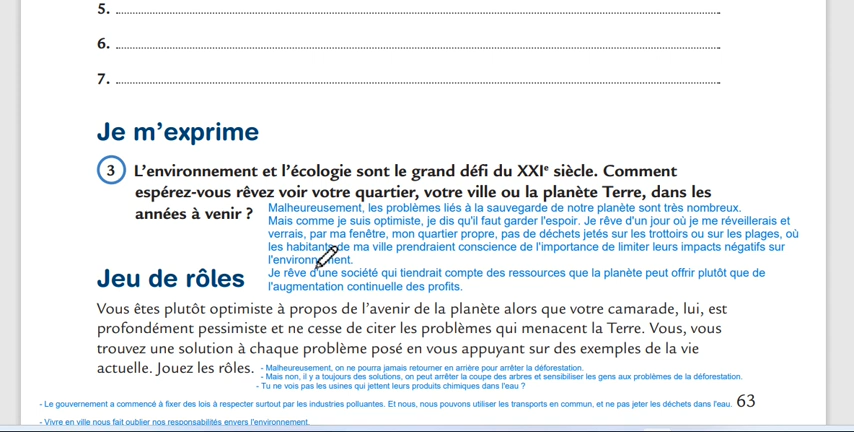 5. ........................................................................
6. ........................................................................
7. ........................................................................
Je m'exprime
3 L'environnement et l'écologie sont le grand défi du XXIe siècle. Comment
espérez-vous rêvez voir votre quartier, votre ville ou la planète Terre, dans les
années à venir ?
Malheureusement, les problèmes liés à la sauvegarde de notre planète sont très nombreux.
Mais comme je suis optimiste, je dis qu'il faut garder l'espoir. Je rêve d'un jour où je me réveillerais et
verrais, par ma fenêtre, mon quartier propre, pas de déchets jetés sur les trottoirs ou sur les plages, où
les habitants de ma ville prendraient conscience de l'importance de limiter leurs impacts négatifs sur
l'environnement.
Je rêve d'une société qui tiendrait compte des ressources que la planète peut offrir plutôt que de
l'augmentation continuelle des profits.
Jeu de rôles
Vous êtes plutôt optimiste à propos de l'avenir de la planète alors que votre camarade, lui, est
profondément pessimiste et ne cesse de citer les problèmes qui menacent la Terre. Vous, vous
trouvez une solution à chaque problème posé en vous appuyant sur des exemples de la vie
actuelle. Jouez les rôles.
- Malheureusement, on ne pourra jamais retourner en arrière pour arrêter la déforestation.
- Mais non, il y a toujours des solutions, on peut arrêter la coupe des arbres et sensibiliser les gens aux problèmes de la déforestation.
- Tu ne vois pas les usines qui jettent leurs produits chimiques dans l'eau ?
- Le gouvernement a commencé à fixer des lois à respecter surtout par les industries polluantes. Et nous, nous pouvons utiliser les transports en commun, et ne pas jeter les déchets dans l'eau.
63
- Vivre en ville nous fait oublier nos responsabilités envers l'environnement.